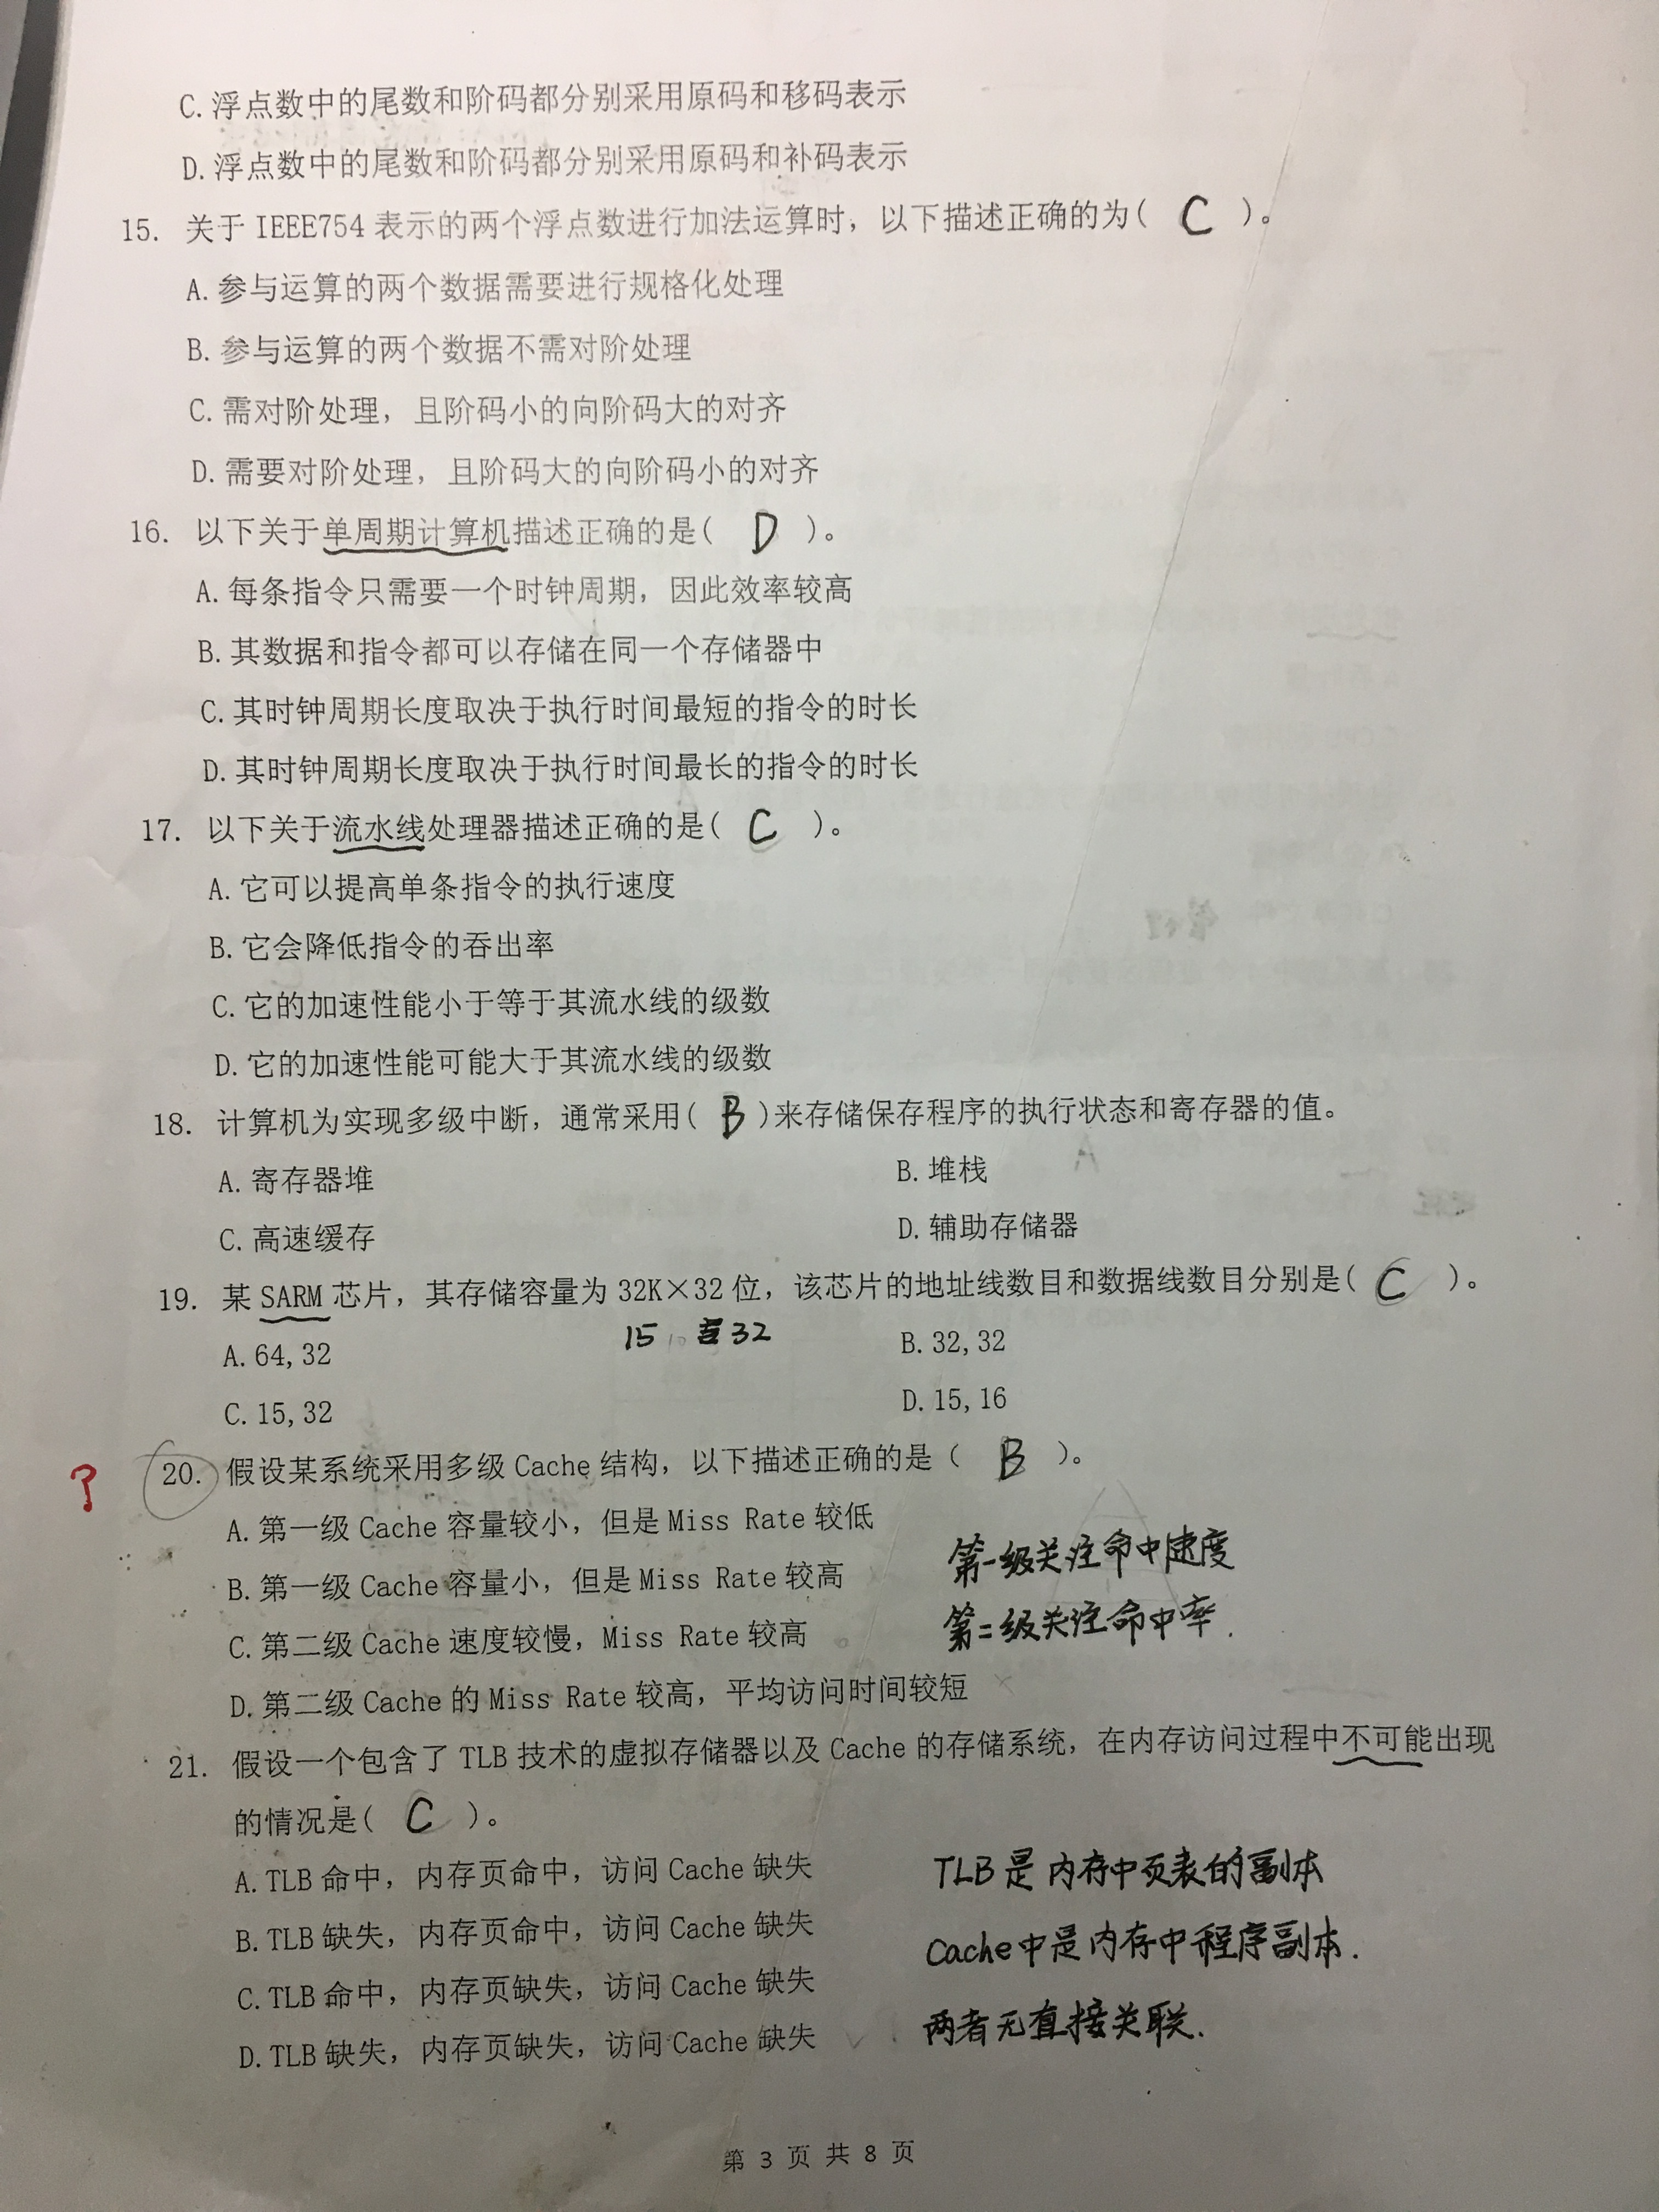 C. 浮点数中的尾数和阶码都分别采用原码和移码表示
D. 浮点数中的尾数和阶码都分别采用原码和补码表示
15. 关于 IEEE754 表示的两个浮点数进行加法运算时，以下描述正确的为( C )。
A. 参与运算的两个数据需要进行规格化处理
B. 参与运算的两个数据不需对阶处理
C. 需对阶处理，且阶码小的向阶码大的对齐
D. 需要对阶处理，且阶码大的向阶码小的对齐
16. 以下关于单周期计算机描述正确的是( D )。
A. 每条指令只需要一个时钟周期，因此效率较高
B. 其数据和指令都可以存储在同一个存储器中
C. 其时钟周期长度取决于执行时间最短的指令的时长
D. 其时钟周期长度取决于执行时间最长的指令的时长
17. 以下关于流水线处理器描述正确的是( C )。
A. 它可以提高单条指令的执行速度
B. 它会降低指令的吞出率
C. 它的加速性能小于等于其流水线的级数
D. 它的加速性能可能大于其流水线的级数
18. 计算机为实现多级中断，通常采用( B )来存储保存程序的执行状态和寄存器的值。
A. 寄存器堆 B. 堆栈
C. 高速缓存 D. 辅助存储器
19. 某 SARM 芯片，其存储容量为 32K×32 位，该芯片的地址线数目和数据线数目分别是( C )。
15 32
A. 64, 32 B. 32, 32
C. 15, 32 D. 15, 16
? 20. 假设某系统采用多级 Cache 结构，以下描述正确的是 ( B )。
A. 第一级 Cache 容量较小，但是 Miss Rate 较低
B. 第一级 Cache 容量小，但是 Miss Rate 较高
第一级关注命中速度
C. 第二级 Cache 速度较慢，Miss Rate 较高
第二级关注命中率.
D. 第二级 Cache 的 Miss Rate 较高，平均访问时间较短
21. 假设一个包含了 TLB 技术的虚拟存储器以及 Cache 的存储系统，在内存访问过程中不可能出现
的情况是( C )。
A. TLB 命中，内存页命中，访问 Cache 缺失
TLB是内存中页表的副本
B. TLB 缺失，内存页命中，访问 Cache 缺失
Cache中是内存中程序副本.
C. TLB 命中，内存页缺失，访问 Cache 缺失
两者无直接关联.
D. TLB 缺失，内存页缺失，访问 Cache 缺失
第 3 页 共 8 页